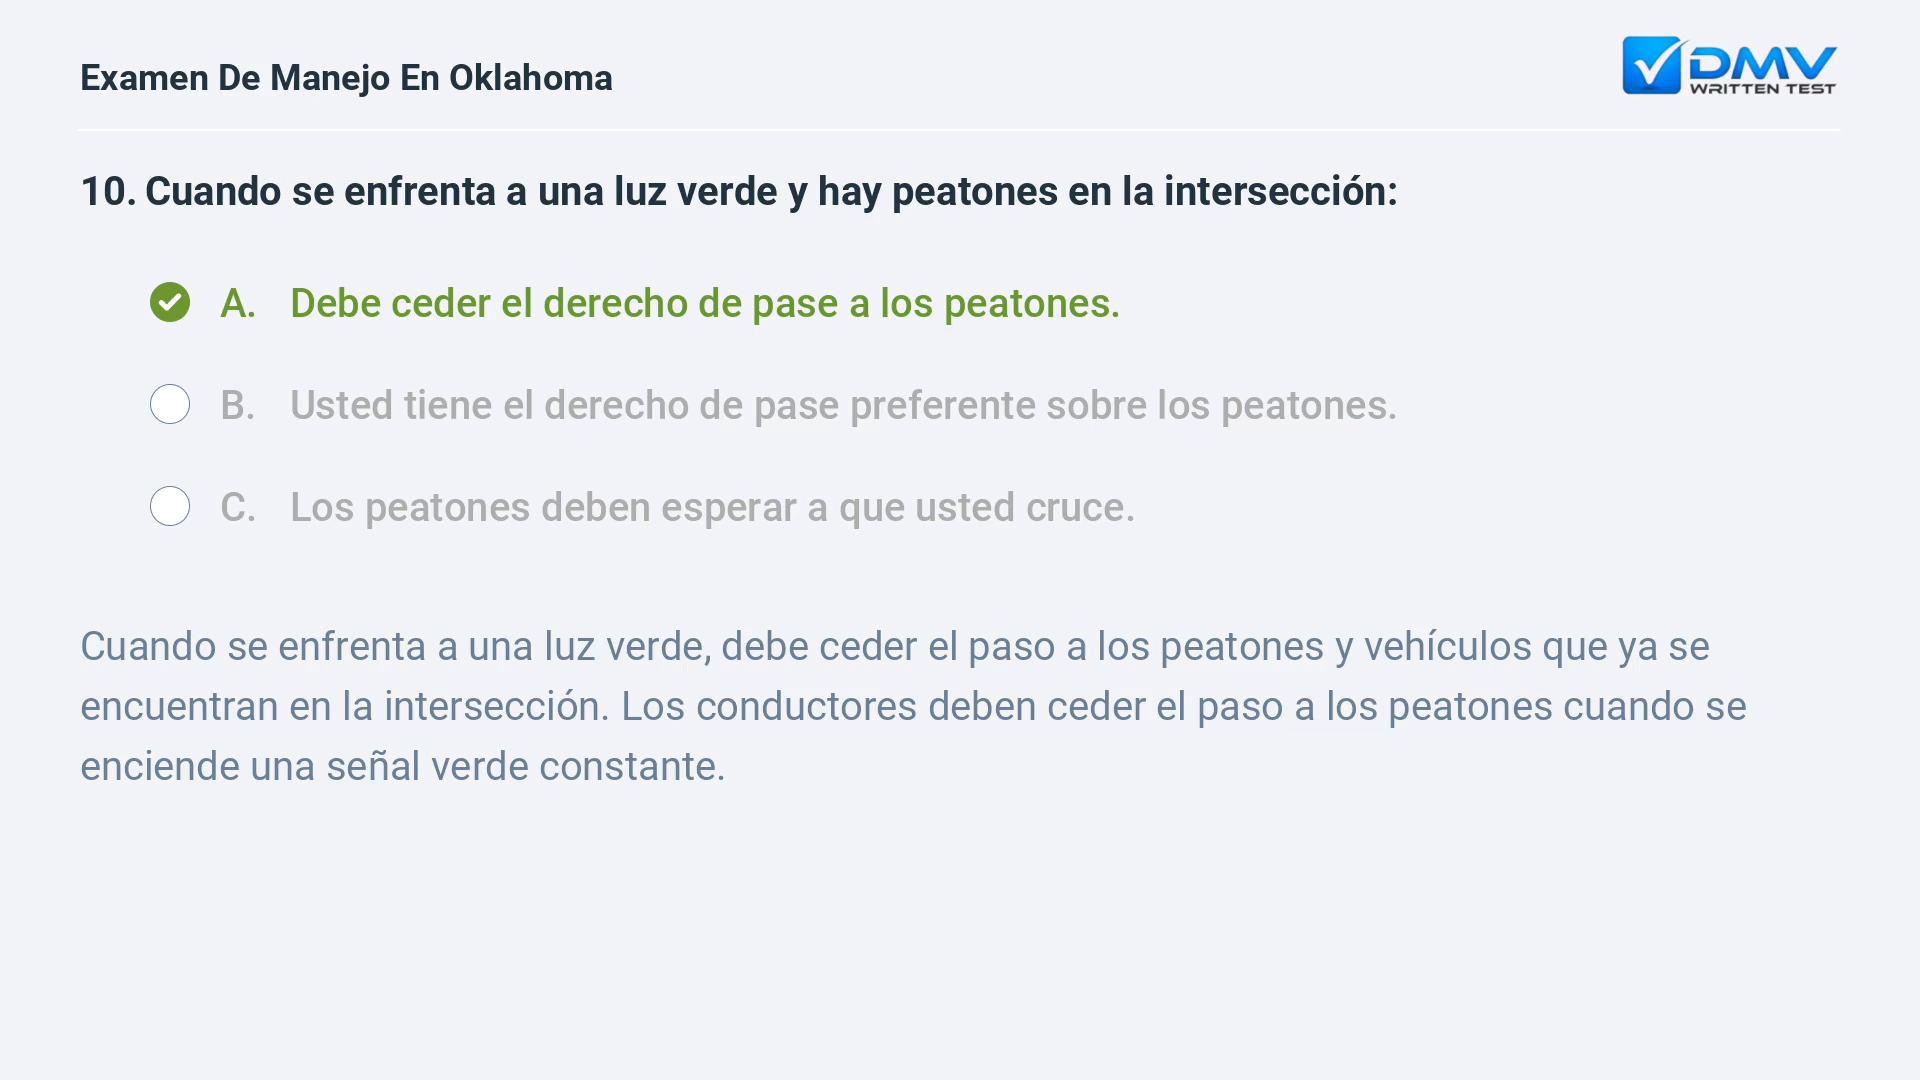 Examen De Manejo En Oklahoma
DMV
WRITTEN TEST
10. Cuando se enfrenta a una luz verde y hay peatones en la intersección:
A. Debe ceder el derecho de pase a los peatones.
B. Usted tiene el derecho de pase preferente sobre los peatones.
C. Los peatones deben esperar a que usted cruce.
Cuando se enfrenta a una luz verde, debe ceder el paso a los peatones y vehículos que ya se
encuentran en la intersección. Los conductores deben ceder el paso a los peatones cuando se
enciende una señal verde constante.